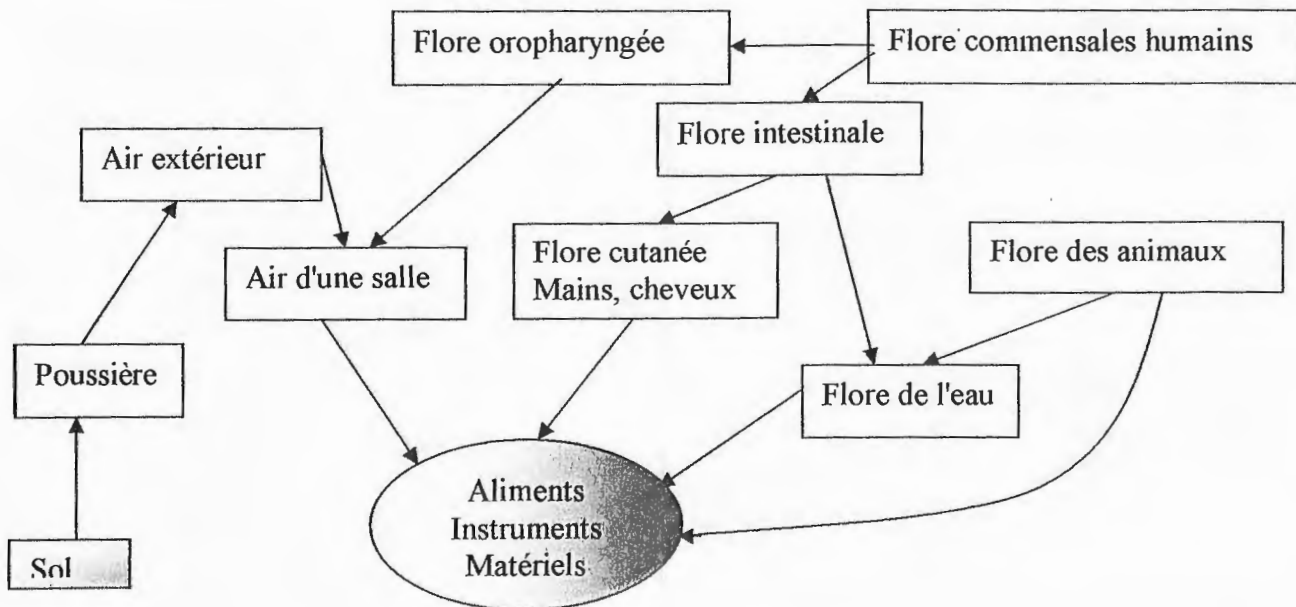 Flore oropharyngée
Flore commensales humains
Flore intestinale
Air extérieur
Flore cutanée
Mains, cheveux
Flore des animaux
Air d'une salle
Poussière
Flore de l'eau
Aliments
Instruments
Matériels
Sol